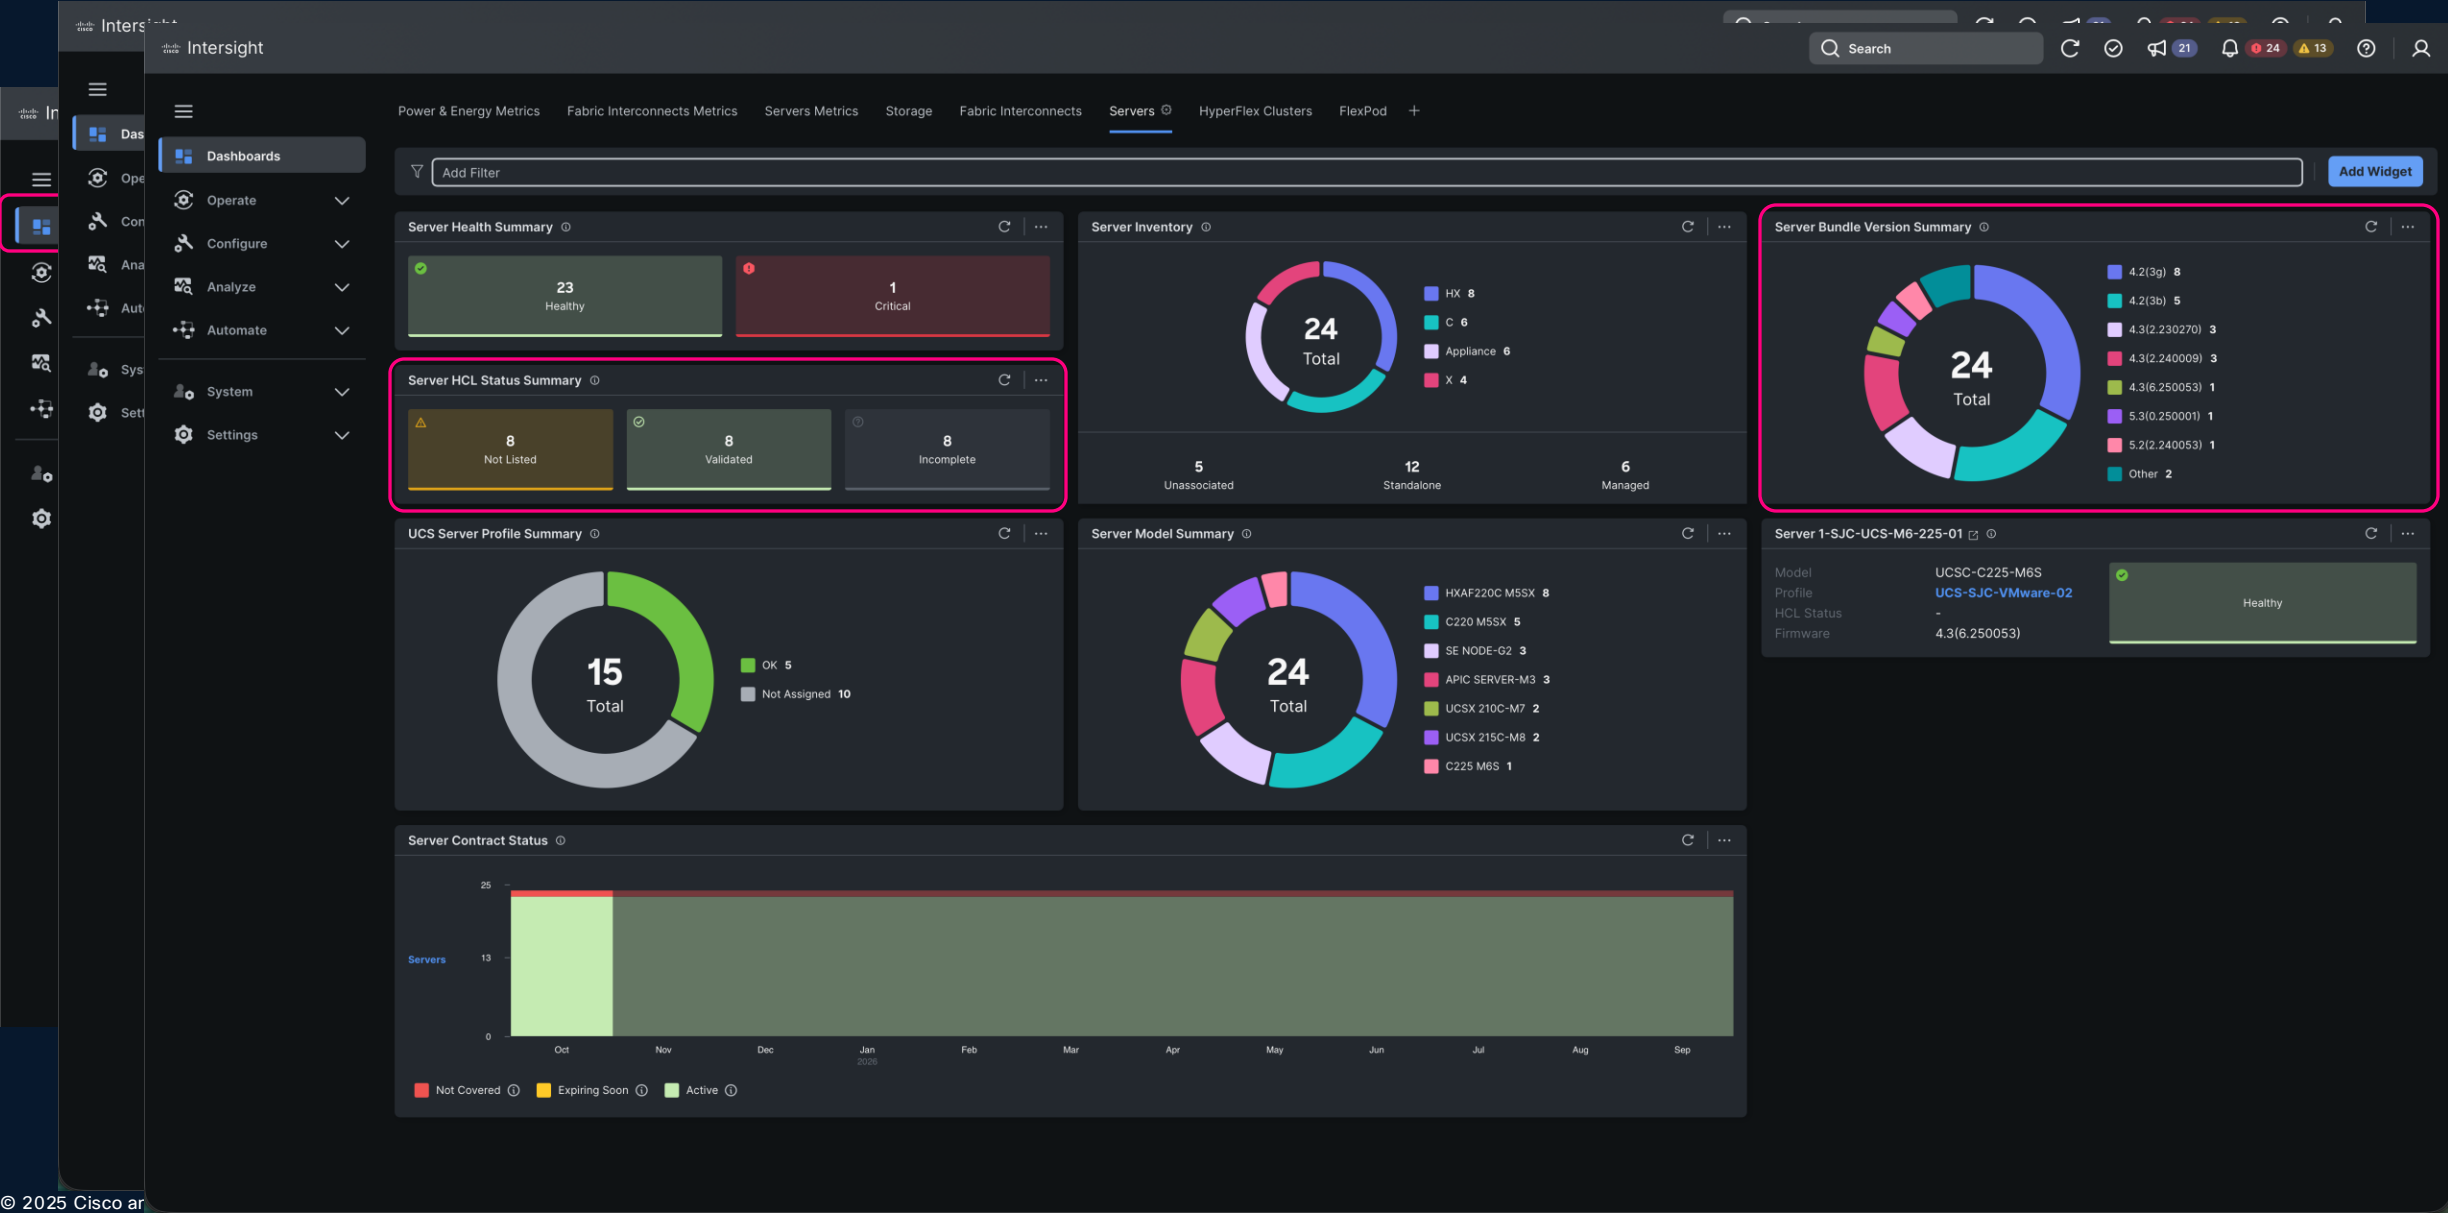 Intersight
Search
21
24
13
Power & Energy Metrics
Fabric Interconnects Metrics
Servers Metrics
Storage
Fabric Interconnects
Servers
HyperFlex Clusters
FlexPod
Dashboards
Operate
Configure
Analyze
Automate
System
Settings
Add Filter
Add Widget
Server Health Summary
23
Healthy
1
Critical
Server HCL Status Summary
8
Not Listed
8
Validated
8
Incomplete
Server Inventory
24
Total
HX 8
C 6
Appliance 6
X 4
5
Unassociated
12
Standalone
6
Managed
Server Bundle Version Summary
24
Total
4.2(3g) 8
4.2(3b) 5
4.3(2.230270) 3
4.3(2.240009) 3
4.3(6.250053) 1
5.3(0.250001) 1
5.2(2.240053) 1
Other 2
UCS Server Profile Summary
15
Total
OK 5
Not Assigned 10
Server Model Summary
24
Total
HXAF220C M5SX 8
C220 M5SX 5
SE NODE-G2 3
APIC SERVER-M3 3
UCSX 210C-M7 2
UCSX 215C-M8 2
C225 M6S 1
Server 1-SJC-UCS-M6-225-01
Model UCSC-C225-M6S
Profile UCS-SJC-VMware-02
HCL Status -
Firmware 4.3(6.250053)
Healthy
Server Contract Status
25
13
0
Servers
Oct
Nov
Dec
Jan
2026
Feb
Mar
Apr
May
Jun
Jul
Aug
Sep
Not Covered
Expiring Soon
Active
© 2025 Cisco